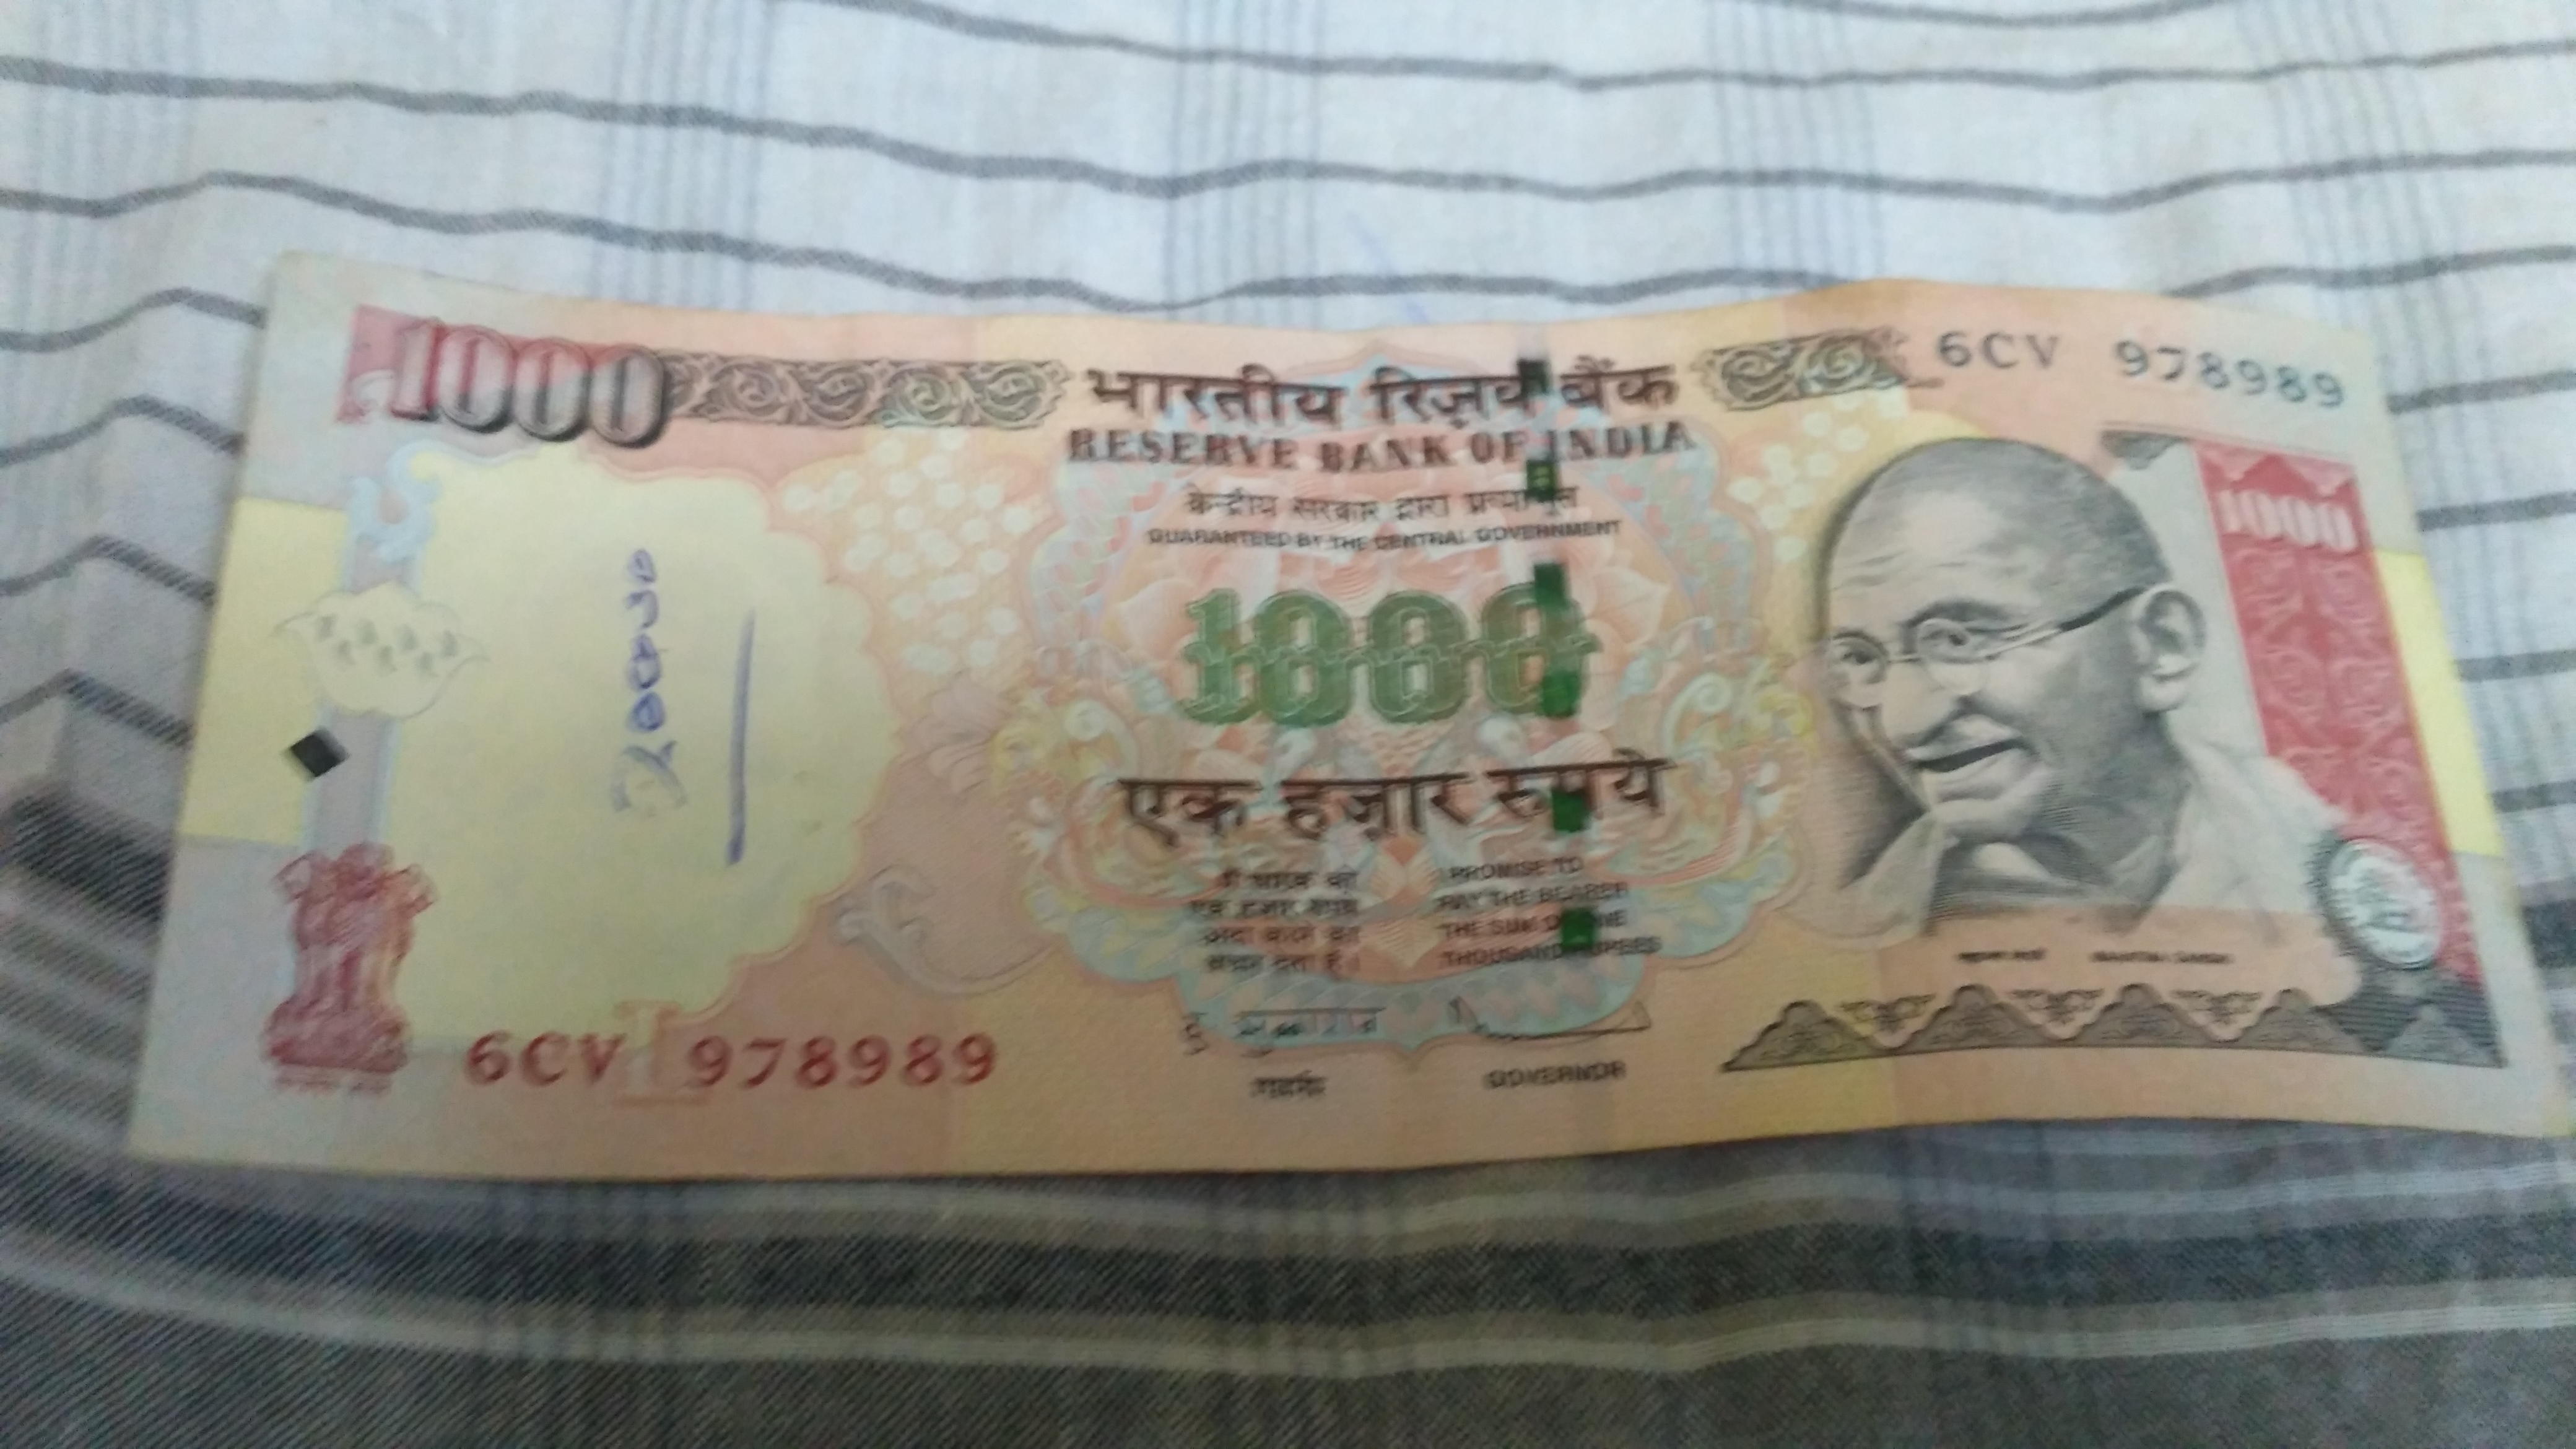 1000
भारतीय रिज़र्व बैंक
6CV 978989
RESERVE BANK OF INDIA
केन्द्रीय सरकार द्वारा प्रत्याभूत
GUARANTEED BY THE CENTRAL GOVERNMENT
1000
1000
एक हज़ार रूपये
मैं धारक को
एक हज़ार रुपये
अदा करने का
वचन देता हूँ।
I PROMISE TO
PAY THE BEARER
THE SUM OF ONE
THOUSAND RUPEES
6CV 978989
गवर्नर
GOVERNOR